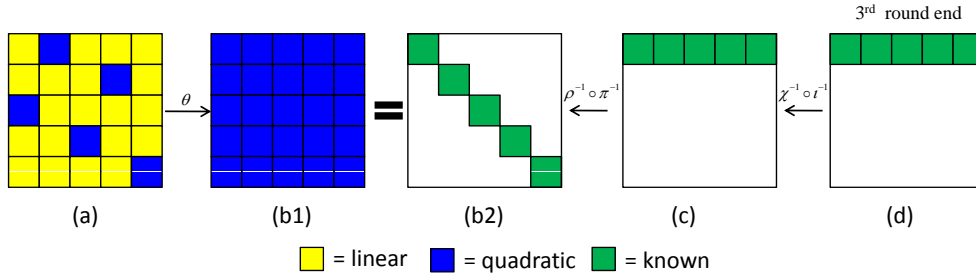 3rd round end
θ
=
ρ⁻¹ ∘ π⁻¹
χ⁻¹ ∘ ι⁻¹
(a) (b1) (b2) (c) (d)
= linear = quadratic = known